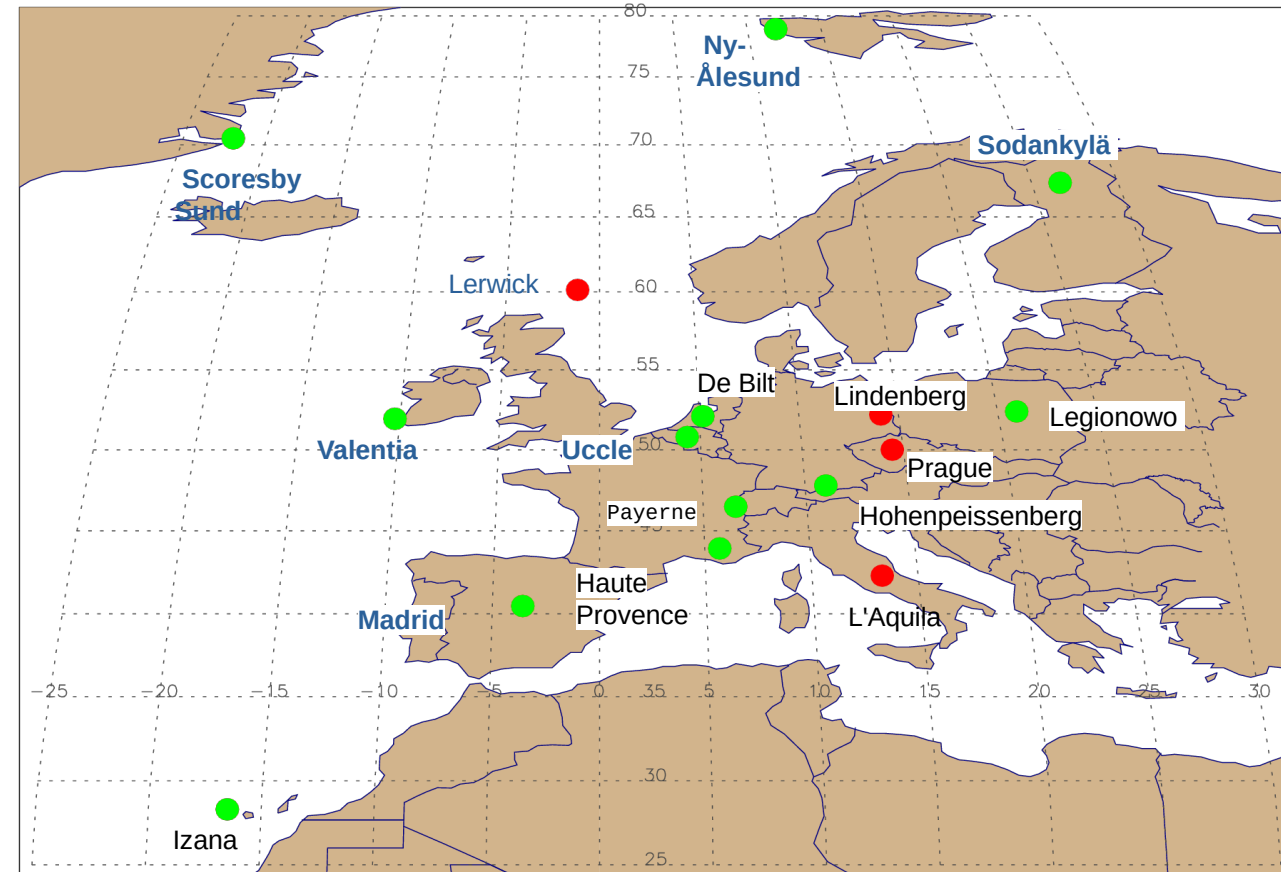 80
Ny-
Ålesund
75
70
Sodankylä
Scoresby
Sund
65
Lerwick
60
55
De Bilt
Lindenberg
Legionowo
Valentia
Uccle
50
Prague
Payerne
45
Hohenpeissenberg
Haute
Provence
Madrid
L'Aquila
−25
−20
−15
−10
−5
0
35
5
10
15
20
25
30
30
Izana
25